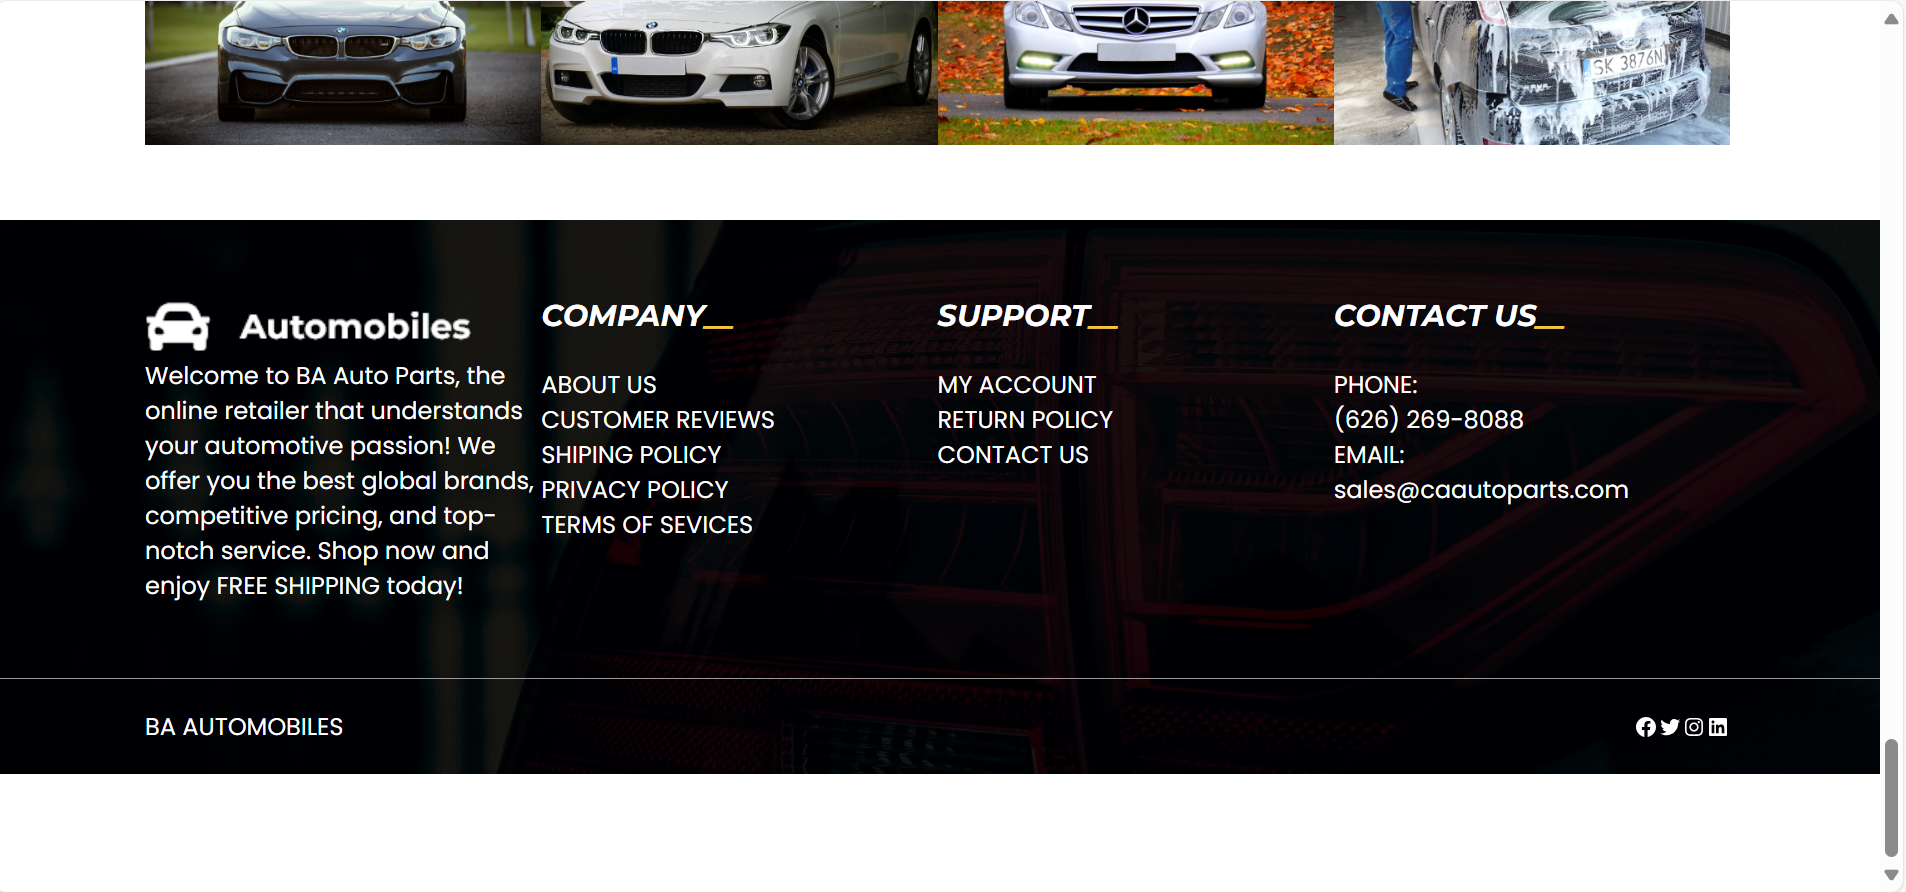 SK 3876N
Automobiles
Welcome to BA Auto Parts, the
online retailer that understands
your automotive passion! We
offer you the best global brands,
competitive pricing, and top-
notch service. Shop now and
enjoy FREE SHIPPING today!
COMPANY__
ABOUT US
CUSTOMER REVIEWS
SHIPING POLICY
PRIVACY POLICY
TERMS OF SEVICES
SUPPORT__
MY ACCOUNT
RETURN POLICY
CONTACT US
CONTACT US__
PHONE:
(626) 269-8088
EMAIL:
sales@caautoparts.com
BA AUTOMOBILES